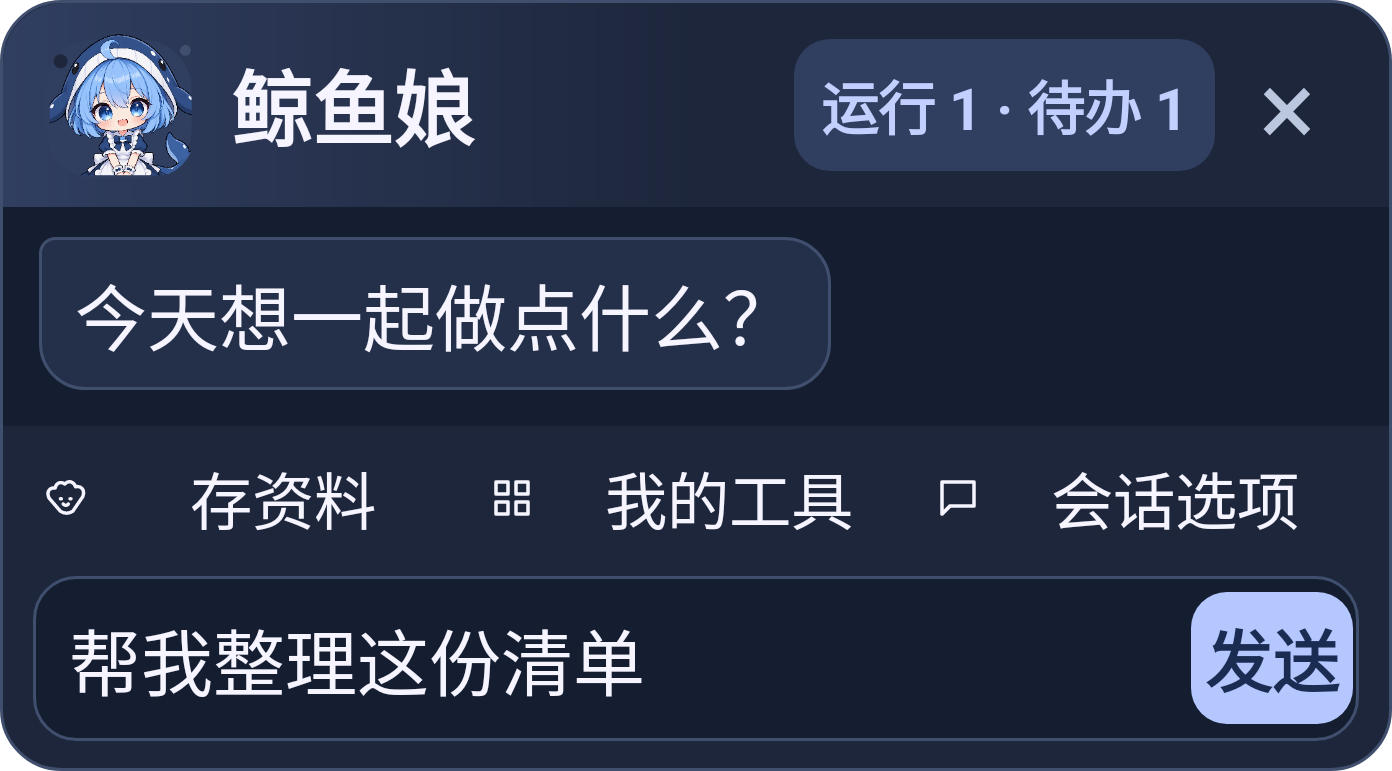 鲸鱼娘
运行 1 · 待办 1
今天想一起做点什么？
存资料
我的工具
会话选项
帮我整理这份清单
发送